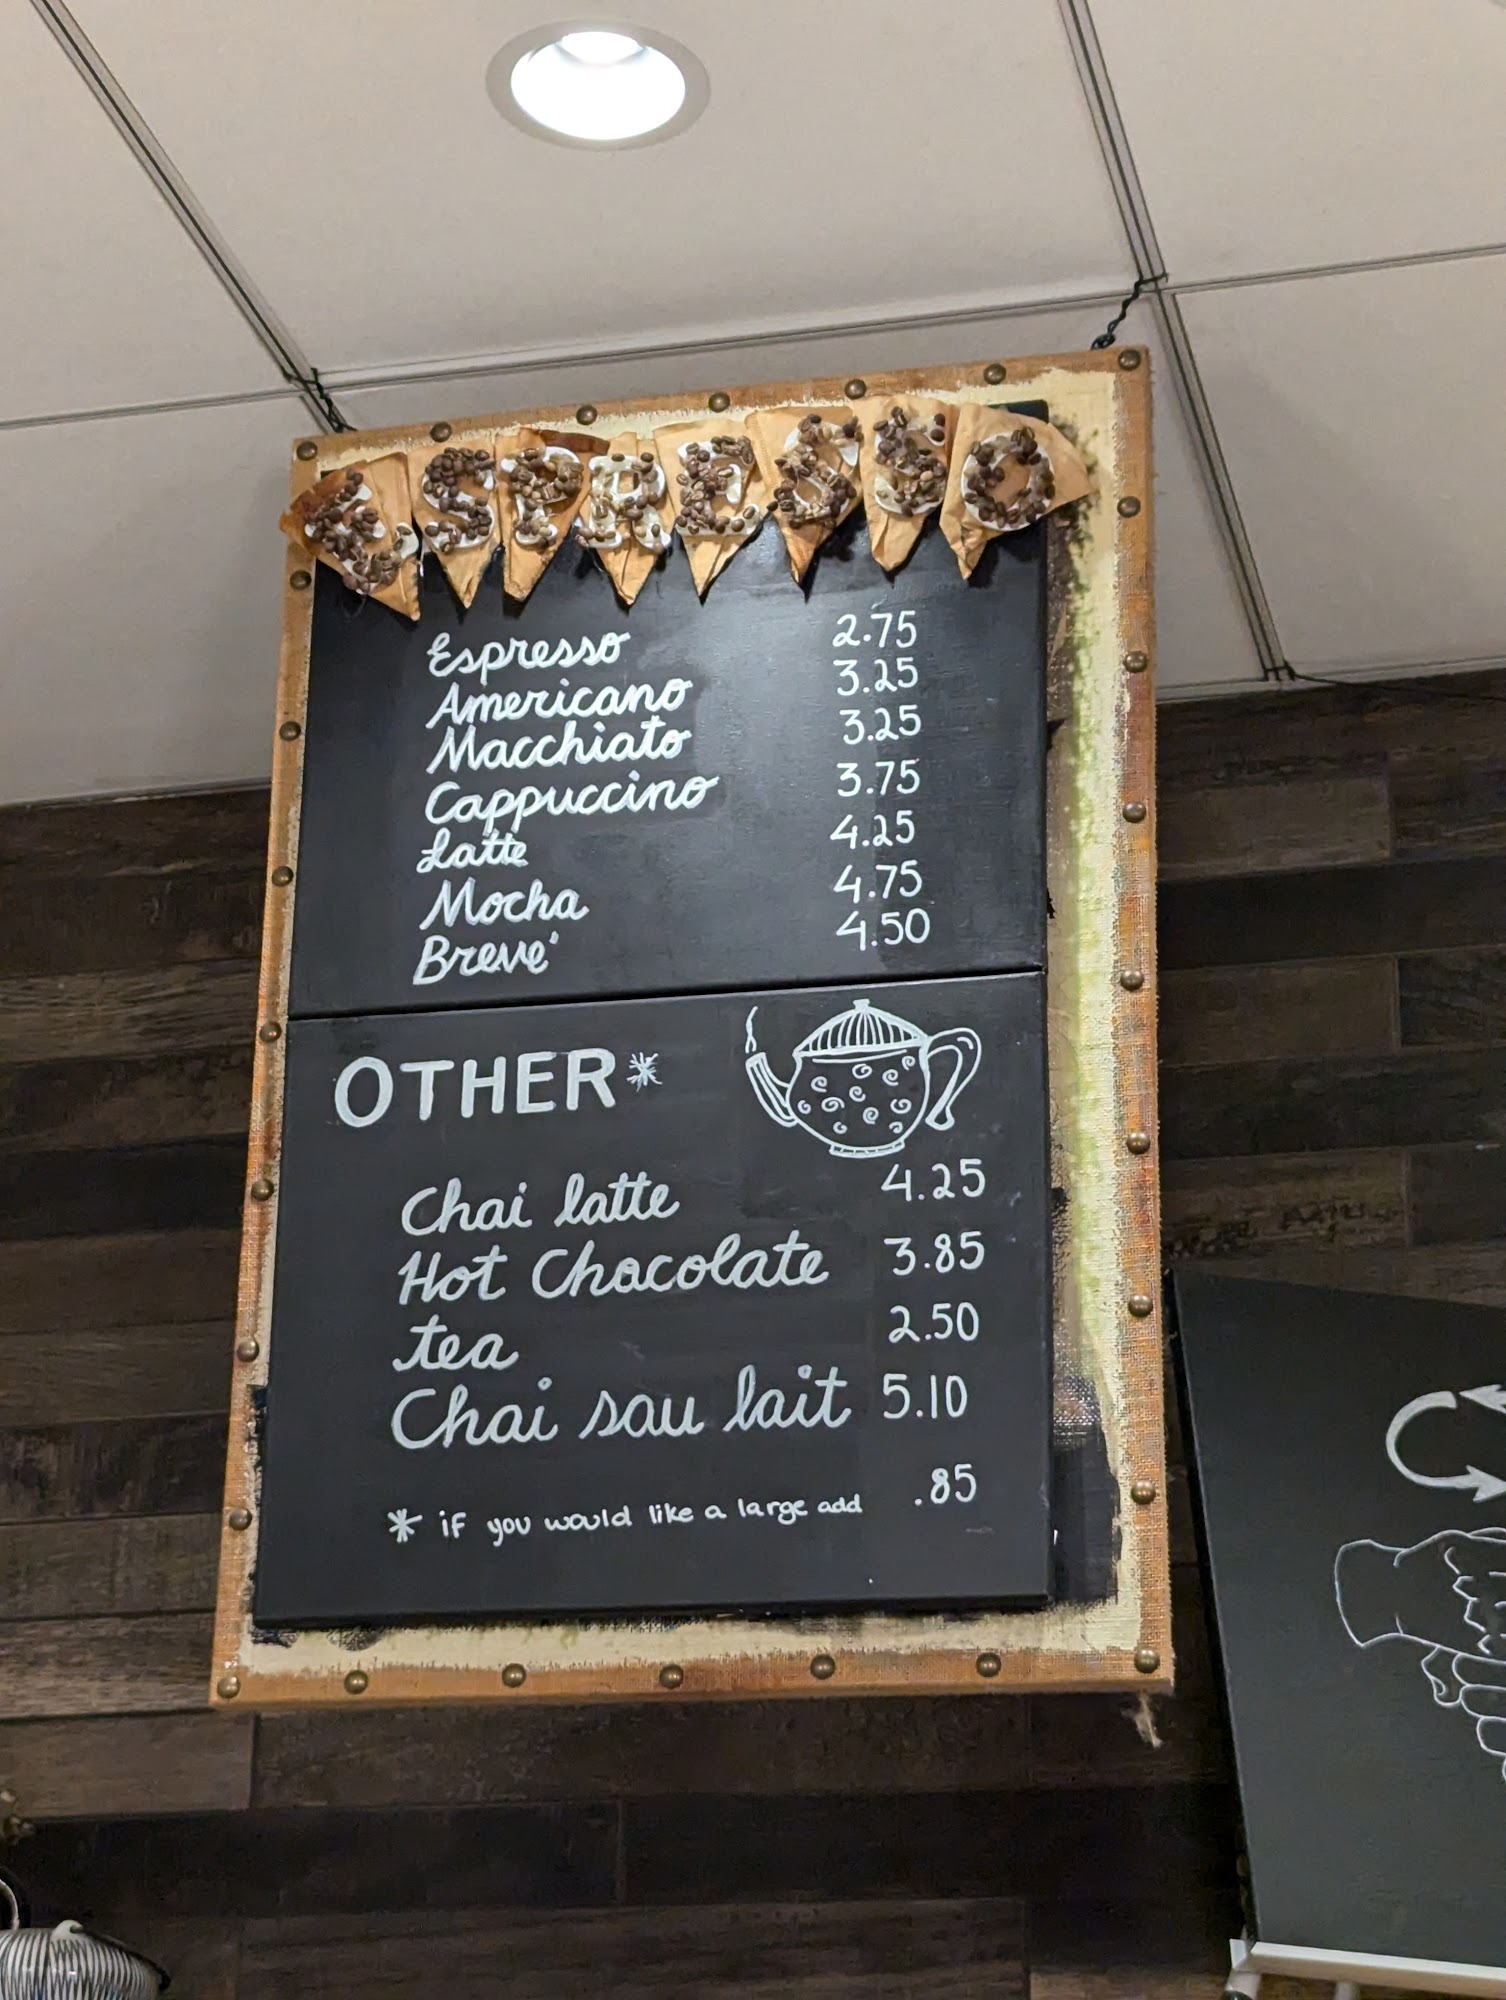 ESPRESSO
Espresso 2.75
Americano 3.25
Macchiato 3.25
Cappuccino 3.75
Latte 4.25
Mocha 4.75
Breve' 4.50
OTHER*
Chai latte 4.25
Hot Chocolate 3.85
tea 2.50
Chai sau lait 5.10
* if you would like a large add .85